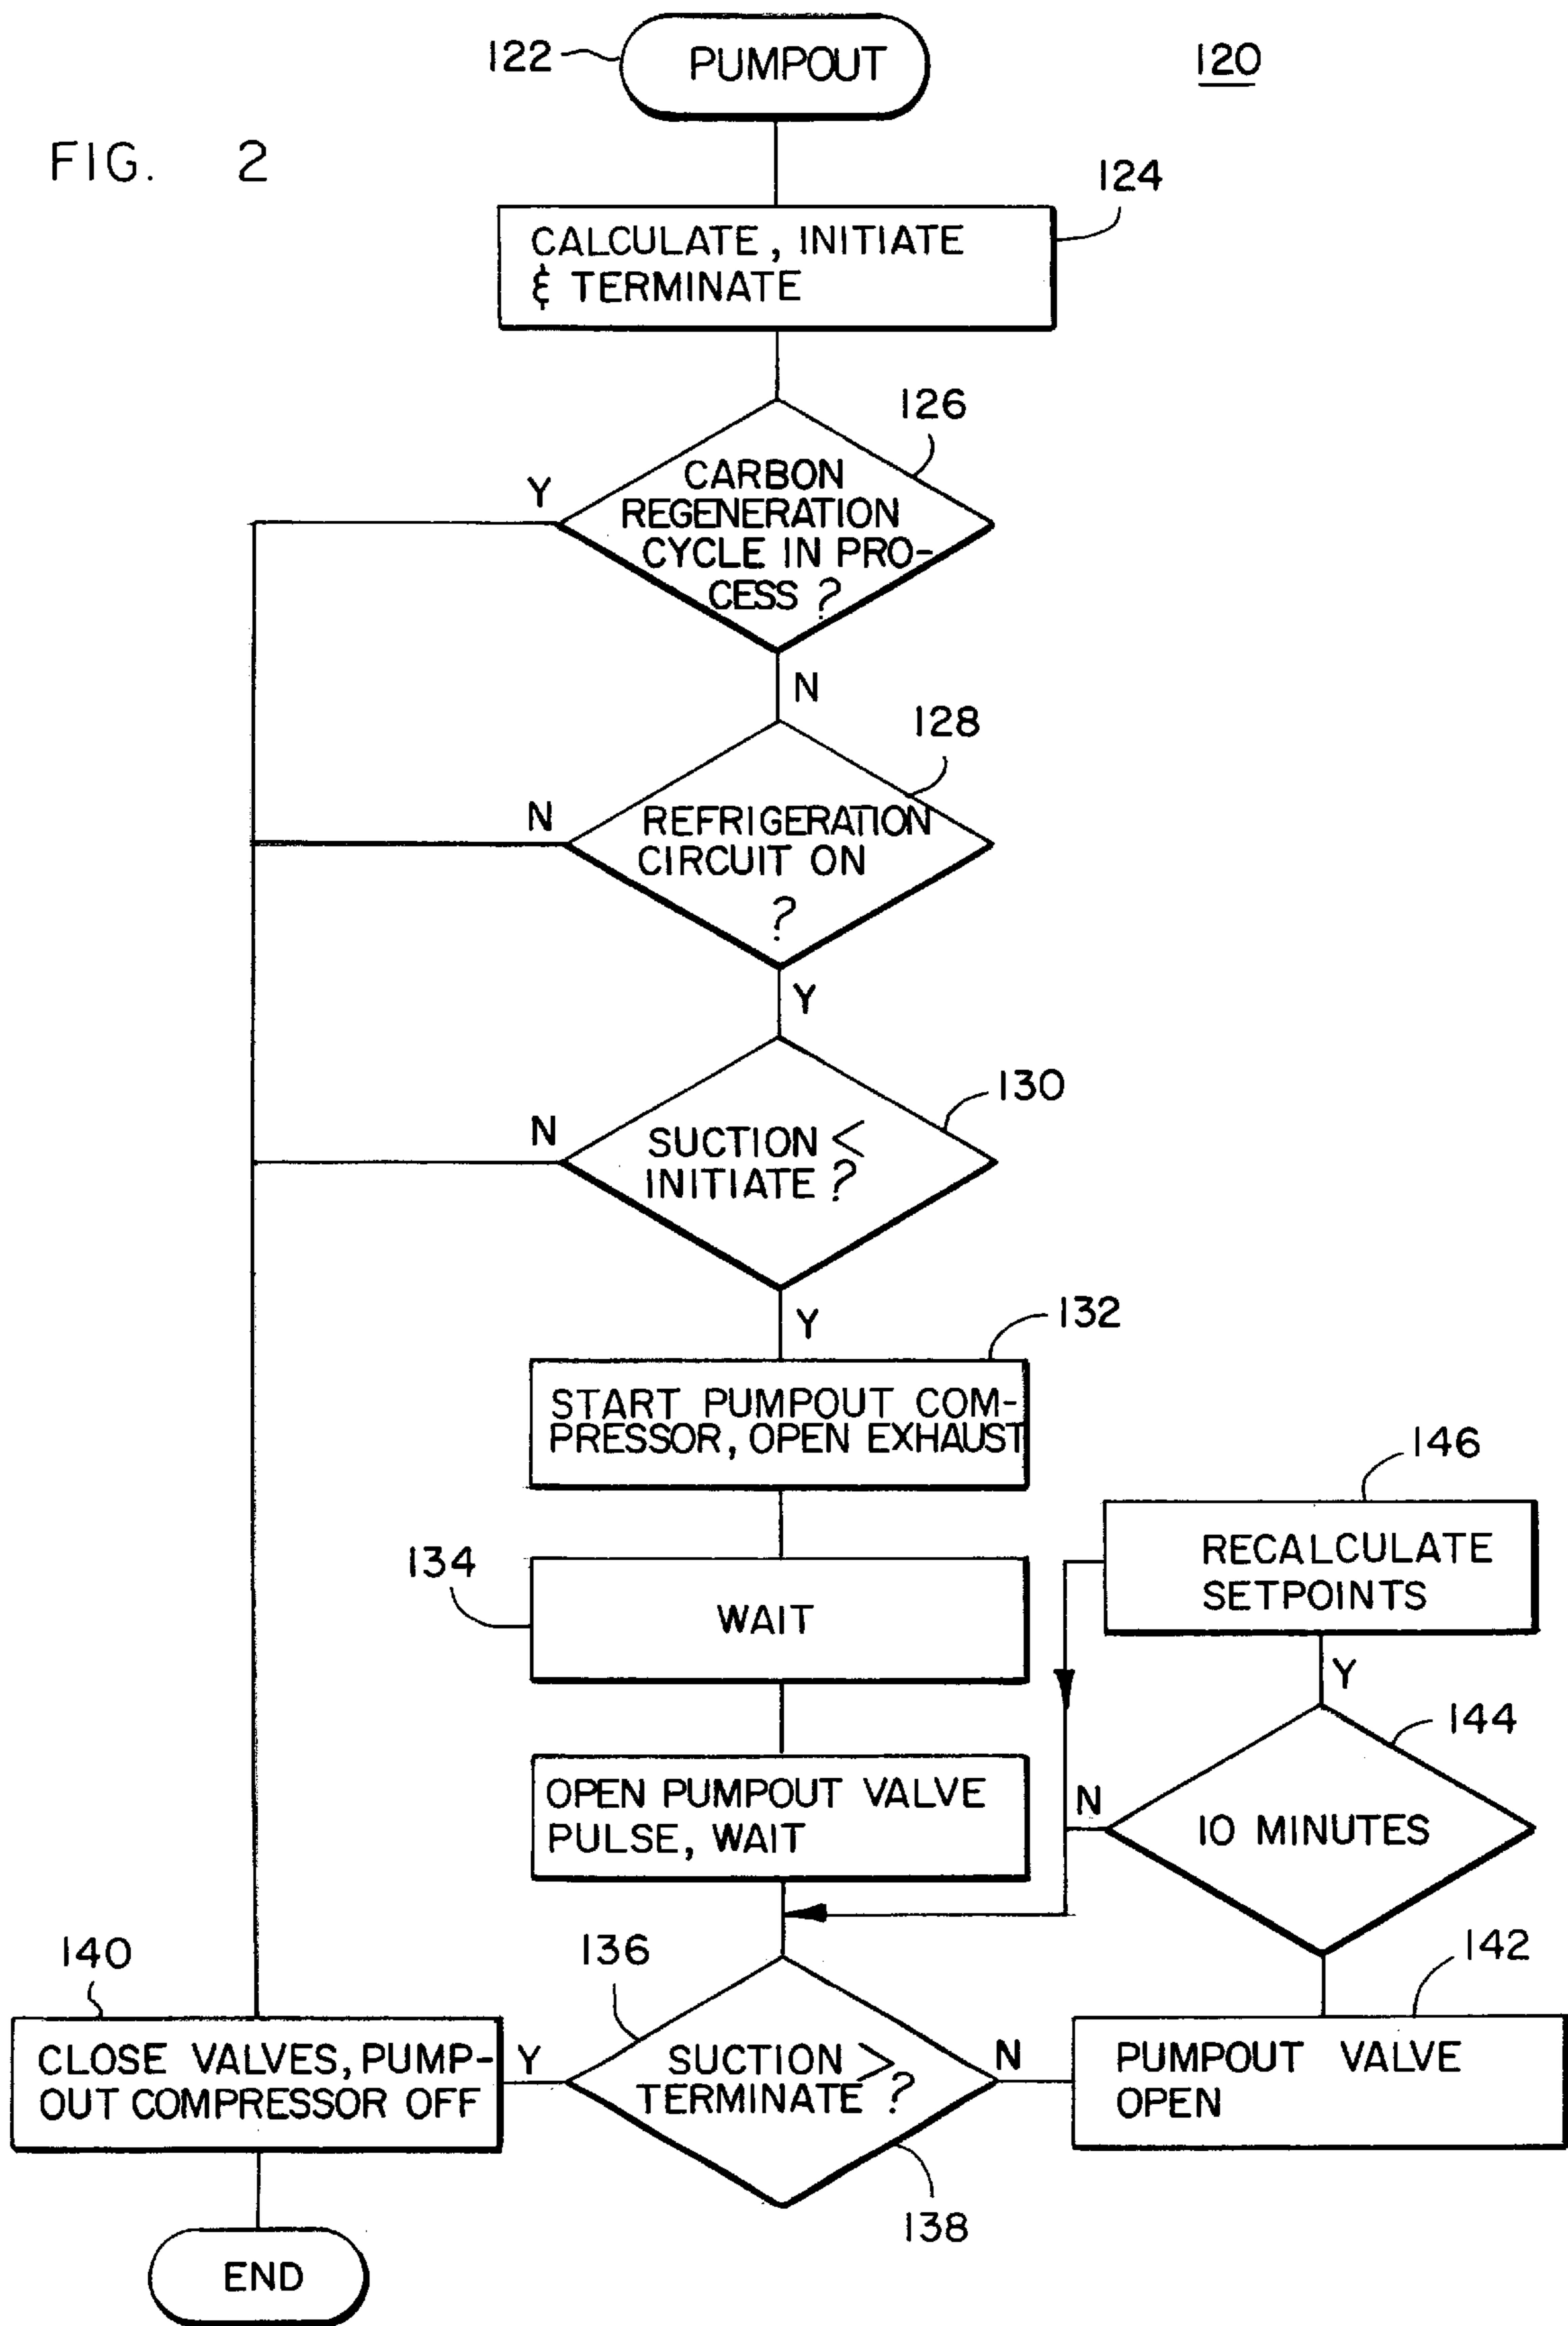 122
PUMPOUT
120
FIG. 2
124
CALCULATE, INITIATE
& TERMINATE
126
Y
CARBON
REGENERATION
CYCLE IN PRO-
CESS ?
N
128
N
REFRIGERATION
CIRCUIT ON
?
Y
130
N
SUCTION <
INITIATE ?
Y
132
START PUMPOUT COM-
PRESSOR, OPEN EXHAUST
146
RECALCULATE
SETPOINTS
134
WAIT
Y
144
OPEN PUMPOUT VALVE
PULSE, WAIT
N
10 MINUTES
140
136
142
CLOSE VALVES, PUMP-
OUT COMPRESSOR OFF
Y
SUCTION >
TERMINATE ?
N
PUMPOUT VALVE
OPEN
138
END